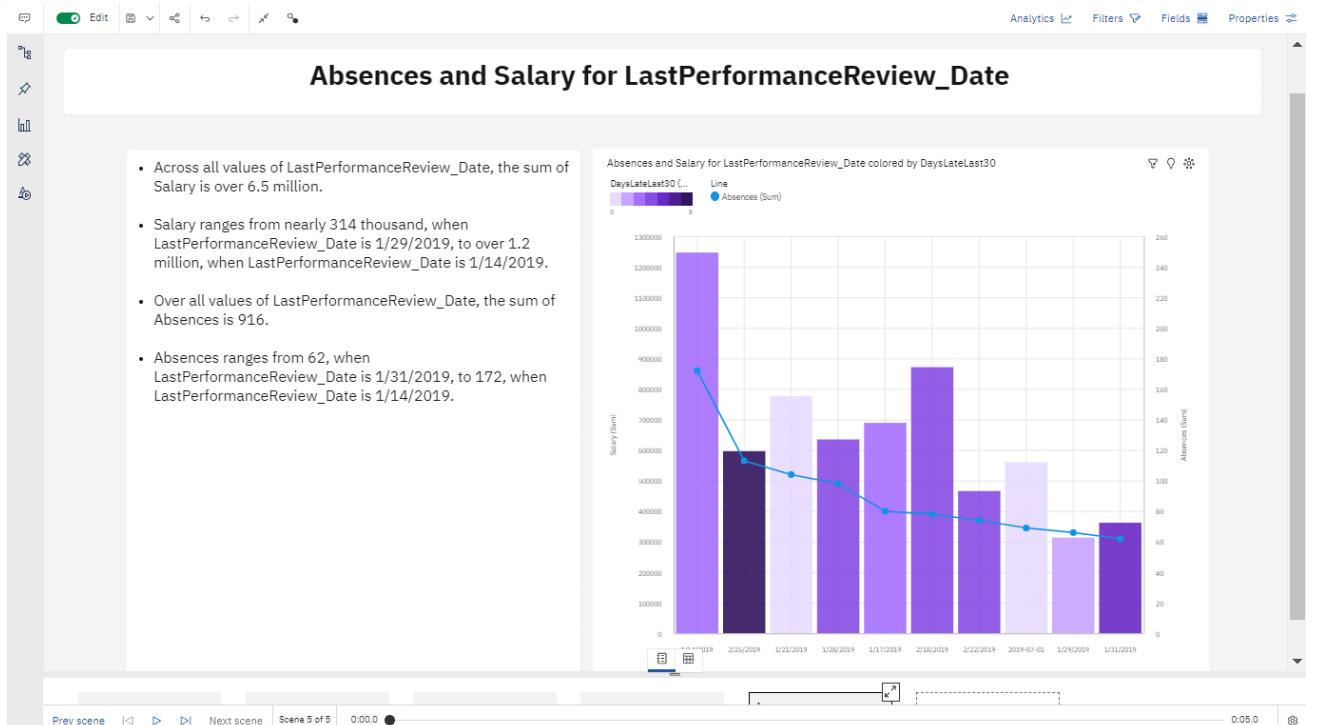 Edit
Analytics
Filters
Fields
Properties
Absences and Salary for LastPerformanceReview_Date
• Across all values of LastPerformanceReview_Date, the sum of
Salary is over 6.5 million.
• Salary ranges from nearly 314 thousand, when
LastPerformanceReview_Date is 1/29/2019, to over 1.2
million, when LastPerformanceReview_Date is 1/14/2019.
• Over all values of LastPerformanceReview_Date, the sum of
Absences is 916.
• Absences ranges from 62, when
LastPerformanceReview_Date is 1/31/2019, to 172, when
LastPerformanceReview_Date is 1/14/2019.
Absences and Salary for LastPerformanceReview_Date colored by DaysLateLast30
DaysLateLast30 (...
Line
Absences (Sum)
0 8
1300000
1200000
1100000
1000000
900000
800000
700000
600000
500000
400000
300000
200000
100000
0
Salary (Sum)
260
240
220
200
180
160
140
120
100
80
60
40
20
0
Absences (Sum)
2/25/2019 1/21/2019 1/28/2019 1/17/2019 2/18/2019 2/22/2019 2019-07-01 1/29/2019 1/31/2019
Prev scene
Next scene
Scene 5 of 5
0:00.0
0:05.0